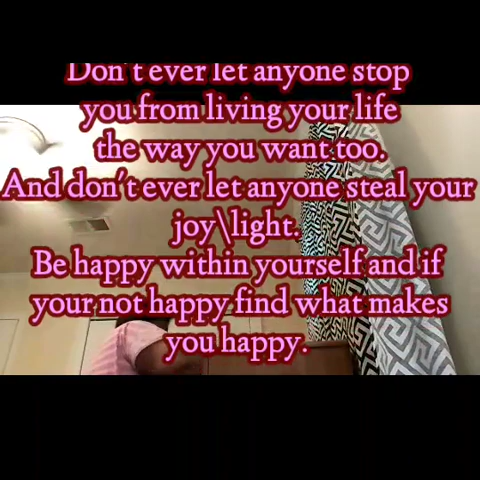 Don't ever let anyone stop
you from living your life
the way you want too.
And don't ever let anyone steal your
joy\light.
Be happy within yourself and if
your not happy find what makes
you happy.